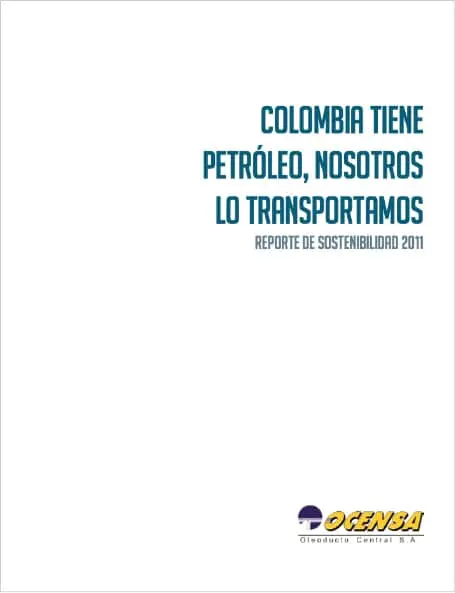 COLOMBIA TIENE
PETRÓLEO, NOSOTROS
LO TRANSPORTAMOS
REPORTE DE SOSTENIBILIDAD 2011
OCENSA
Oleoducto Central S.A.